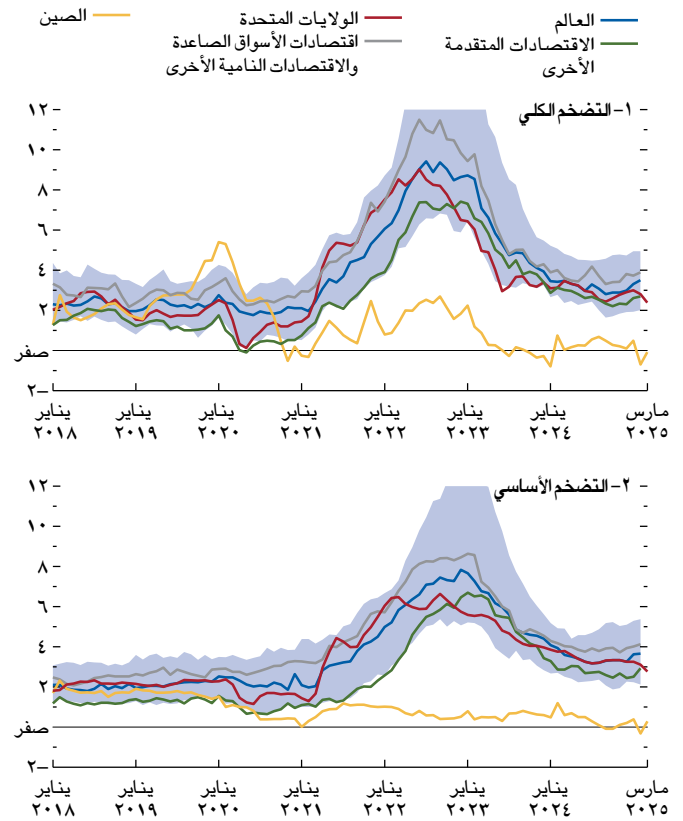 العالم
الاقتصادات المتقدمة
الأخرى
الولايات المتحدة
اقتصادات الأسواق الصاعدة
والاقتصادات النامية الأخرى
الصين
١- التضخم الكلي
١٢
١٠
٨
٦
٤
٢
صفر
٢–
يناير ٢٠١٨
يناير ٢٠١٩
يناير ٢٠٢٠
يناير ٢٠٢١
يناير ٢٠٢٢
يناير ٢٠٢٣
يناير ٢٠٢٤
مارس ٢٠٢٥
٢- التضخم الأساسي
١٢
١٠
٨
٦
٤
٢
صفر
٢–
يناير ٢٠١٨
يناير ٢٠١٩
يناير ٢٠٢٠
يناير ٢٠٢١
يناير ٢٠٢٢
يناير ٢٠٢٣
يناير ٢٠٢٤
مارس ٢٠٢٥